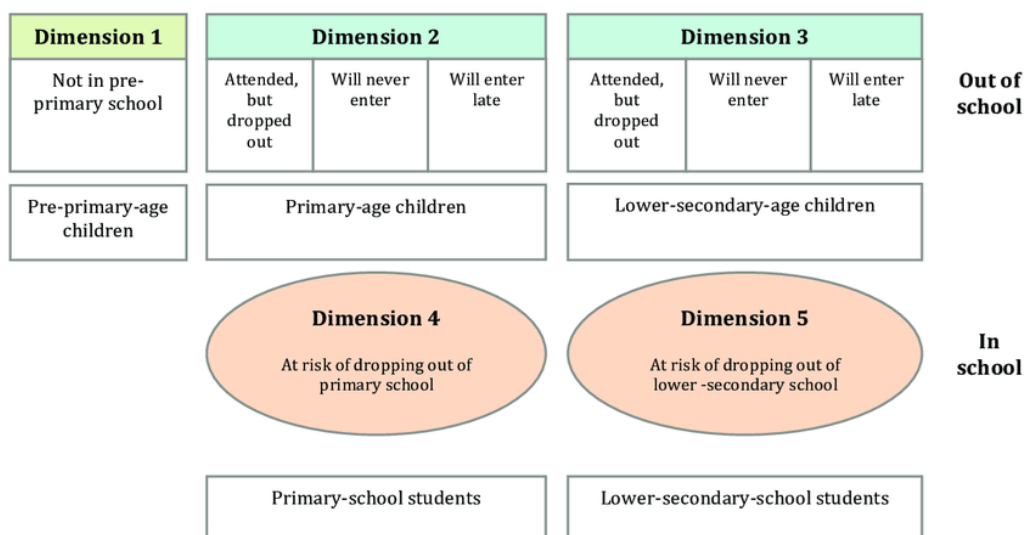 Dimension 1
Dimension 2
Dimension 3
Not in pre-
primary school
Attended,
but
dropped
out
Will never
enter
Will enter
late
Attended,
but
dropped
out
Will never
enter
Will enter
late
Out of
school
Pre-primary-age
children
Primary-age children
Lower-secondary-age children
Dimension 4
At risk of dropping out of
primary school
Dimension 5
At risk of dropping out of
lower -secondary school
In
school
Primary-school students
Lower-secondary-school students